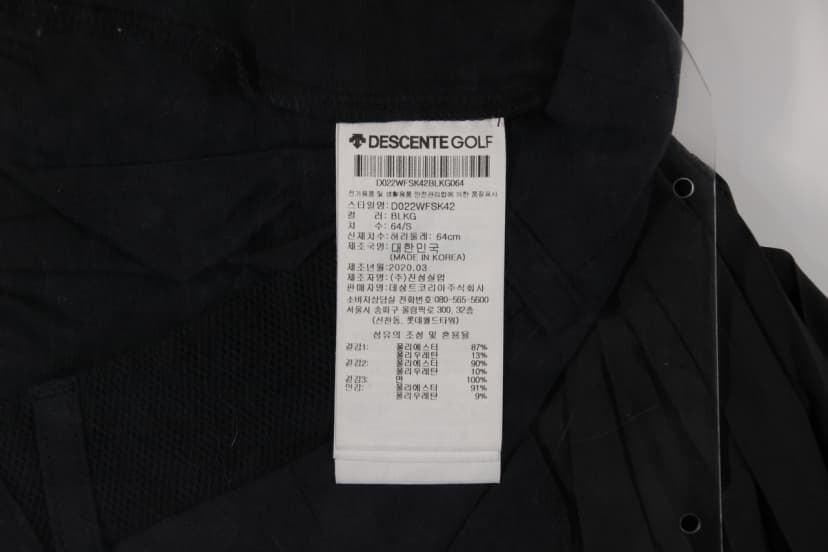 DESCENTE GOLF
D022WFSK42BLKG064
전기용품 및 생활용품 안전관리법에 의한 품질표시
스타일명: D022WFSK42
컬 러: BLKG
치 수: 64/S
신체치수: 허리둘레: 64cm
제조국명: 대한민국
(MADE IN KOREA)
제조년월: 2020.03
제조자명: (주)진성실업
판매자명: 데상트코리아주식회사
소비자상담실 전화번호: 080-565-5600
서울시 송파구 올림픽로 300, 32층
(신천동, 롯데월드타워)
섬유의 조성 및 혼용율
겉감1: 폴리에스터 87%
폴리우레탄 13%
겉감2: 폴리에스터 90%
폴리우레탄 10%
겉감3: 면 100%
안감: 폴리에스터 91%
폴리우레탄 9%